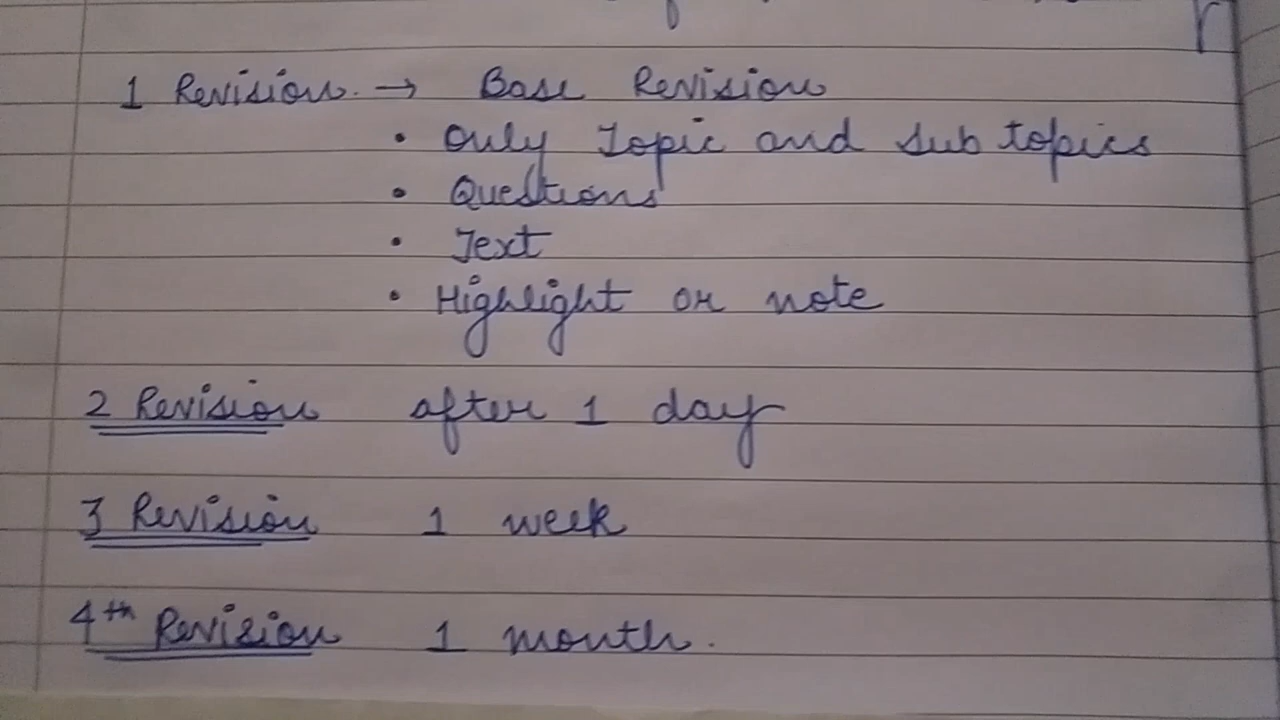 1 Revision. → Base Revision
• Only Topic and Sub topics
• Questions
• Text
• Highlight or note
2 Revision after 1 day
3 Revision 1 week
4th Revision 1 month.